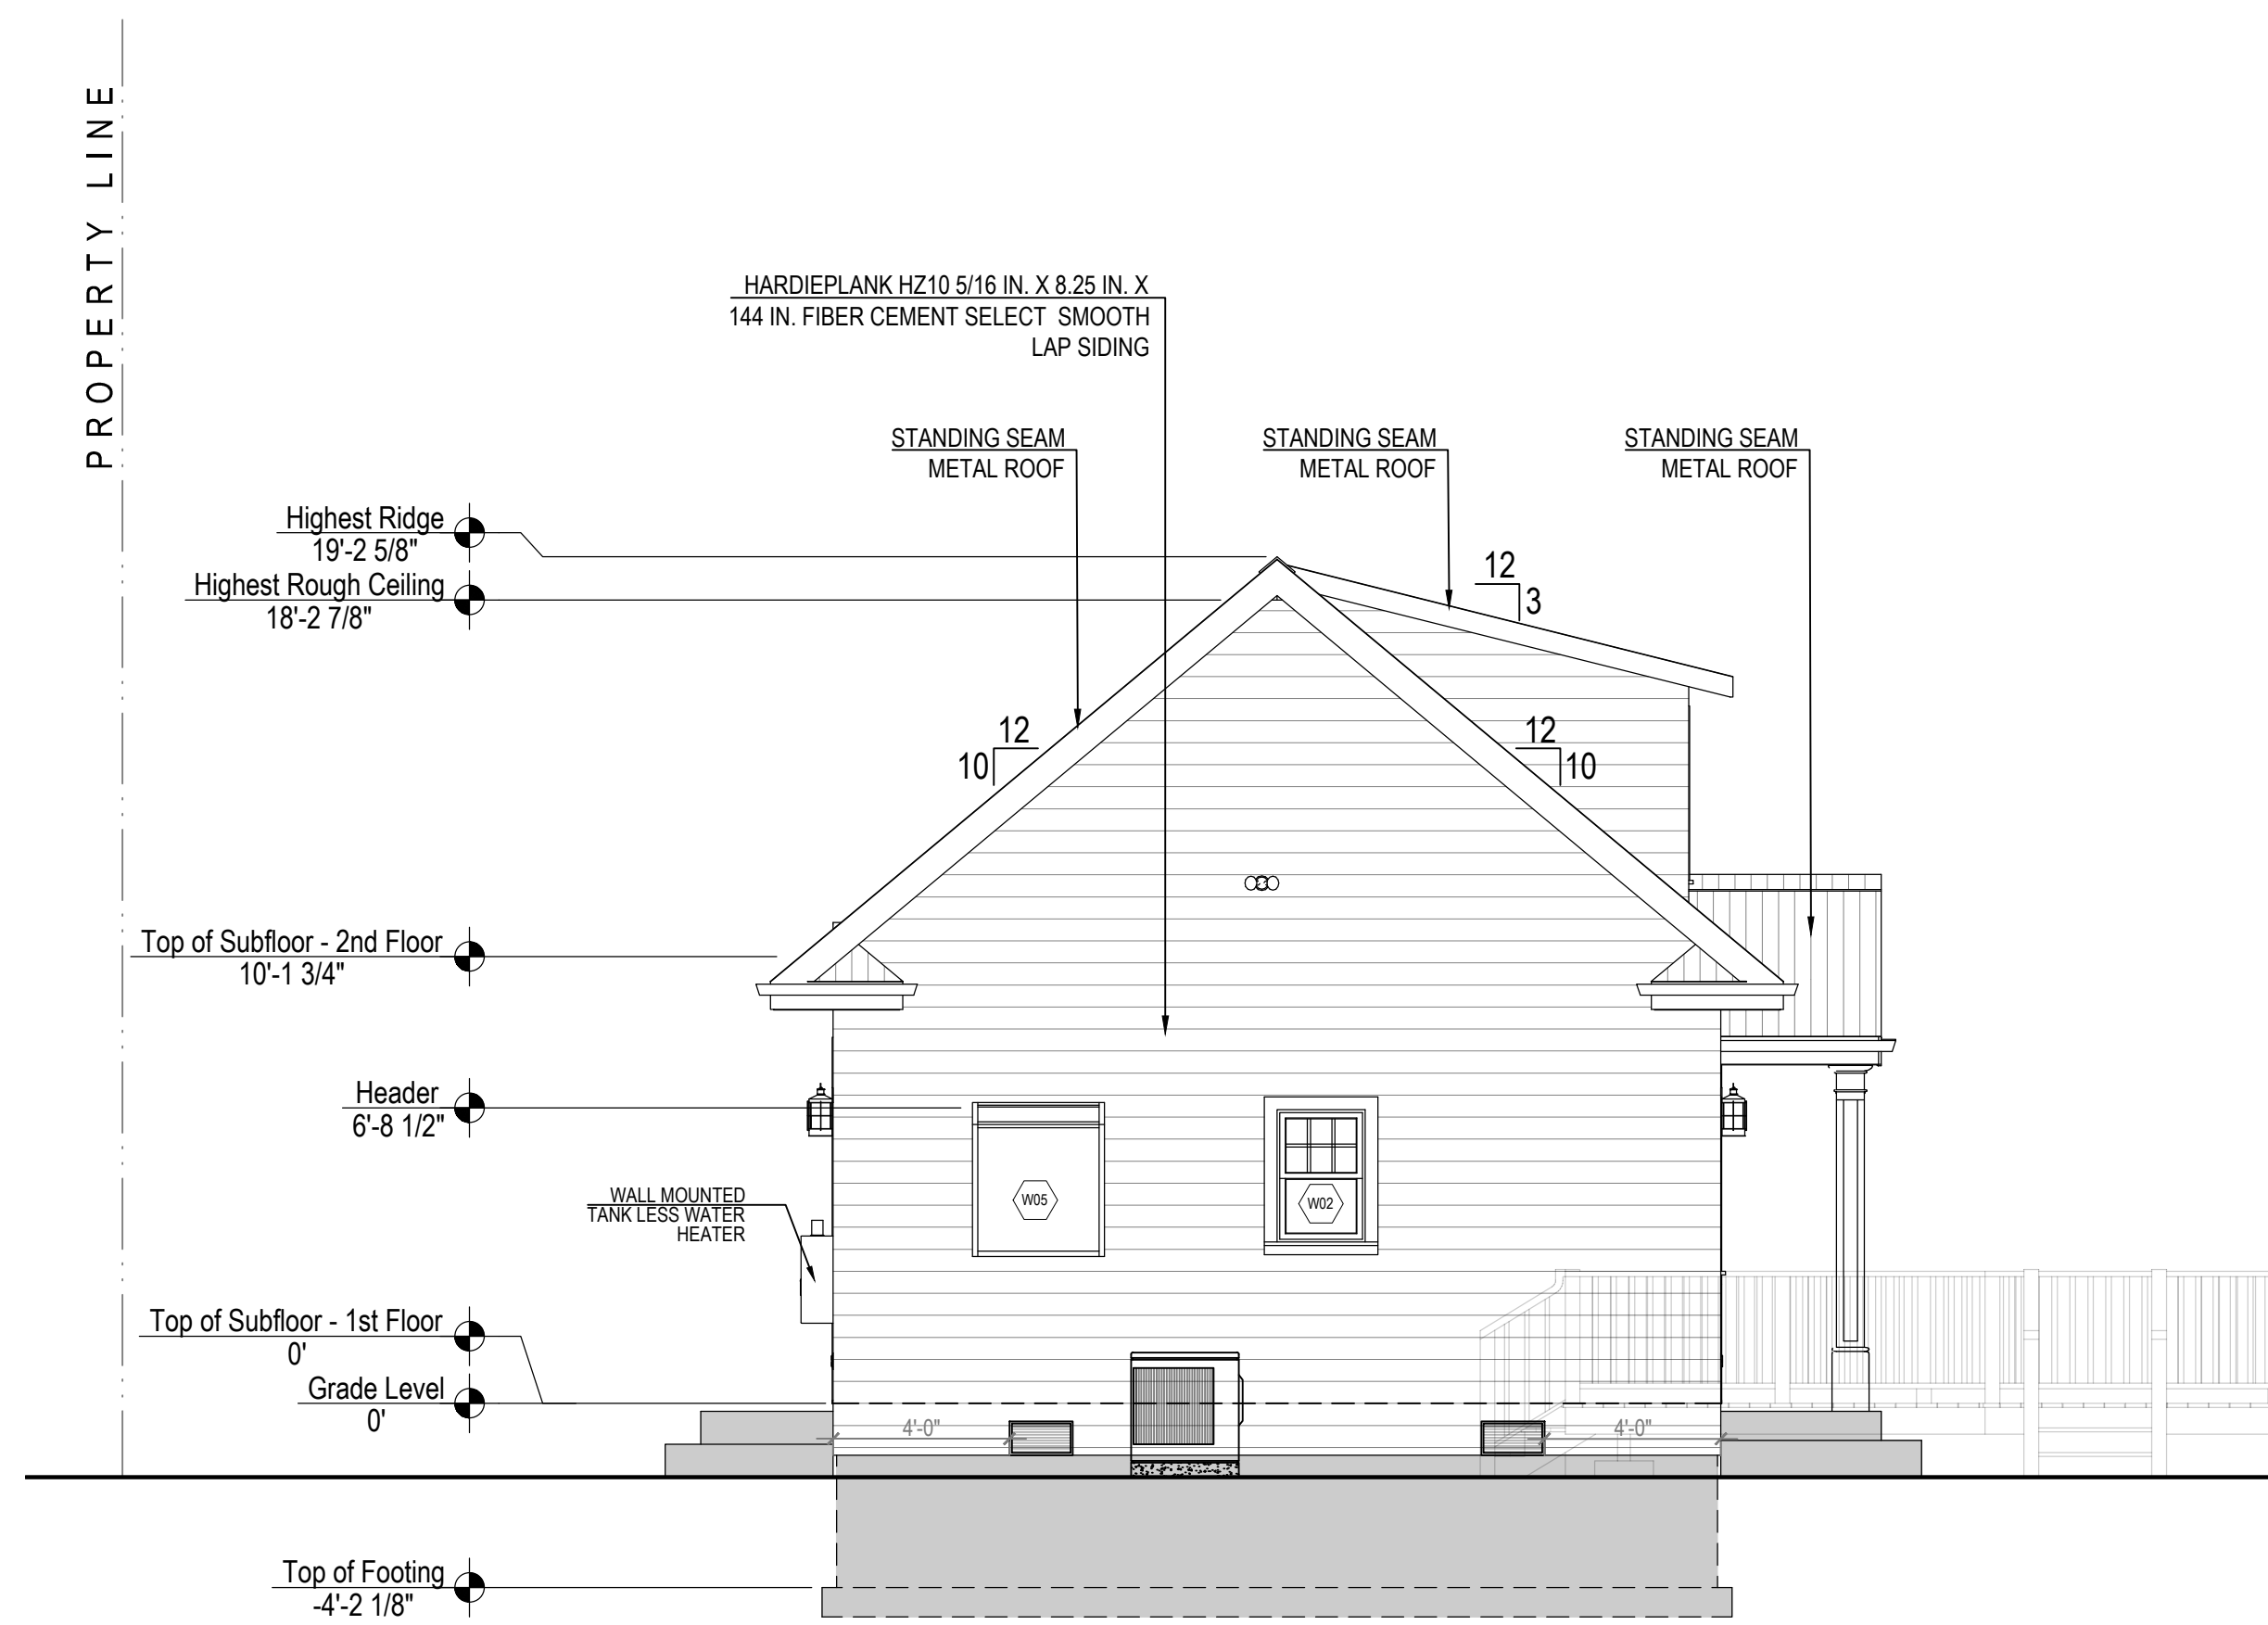 PROPERTY LINE
HARDIEPLANK HZ10 5/16 IN. X 8.25 IN. X
144 IN. FIBER CEMENT SELECT SMOOTH
LAP SIDING
STANDING SEAM
METAL ROOF
STANDING SEAM
METAL ROOF
STANDING SEAM
METAL ROOF
Highest Ridge
19'-2 5/8"
Highest Rough Ceiling
18'-2 7/8"
12
3
12
10
12
10
Top of Subfloor - 2nd Floor
10'-1 3/4"
Header
6'-8 1/2"
WALL MOUNTED
TANK LESS WATER
HEATER
W05
W02
Top of Subfloor - 1st Floor
0'
Grade Level
0'
4'-0"
4'-0"
Top of Footing
-4'-2 1/8"